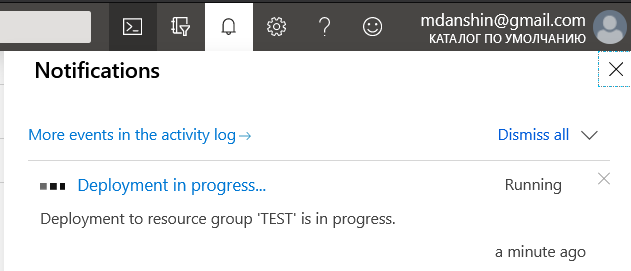 mdanshin@gmail.com
КАТАЛОГ ПО УМОЛЧАНИЮ
Notifications
More events in the activity log→
Dismiss all
Deployment in progress...
Running
Deployment to resource group 'TEST' is in progress.
a minute ago